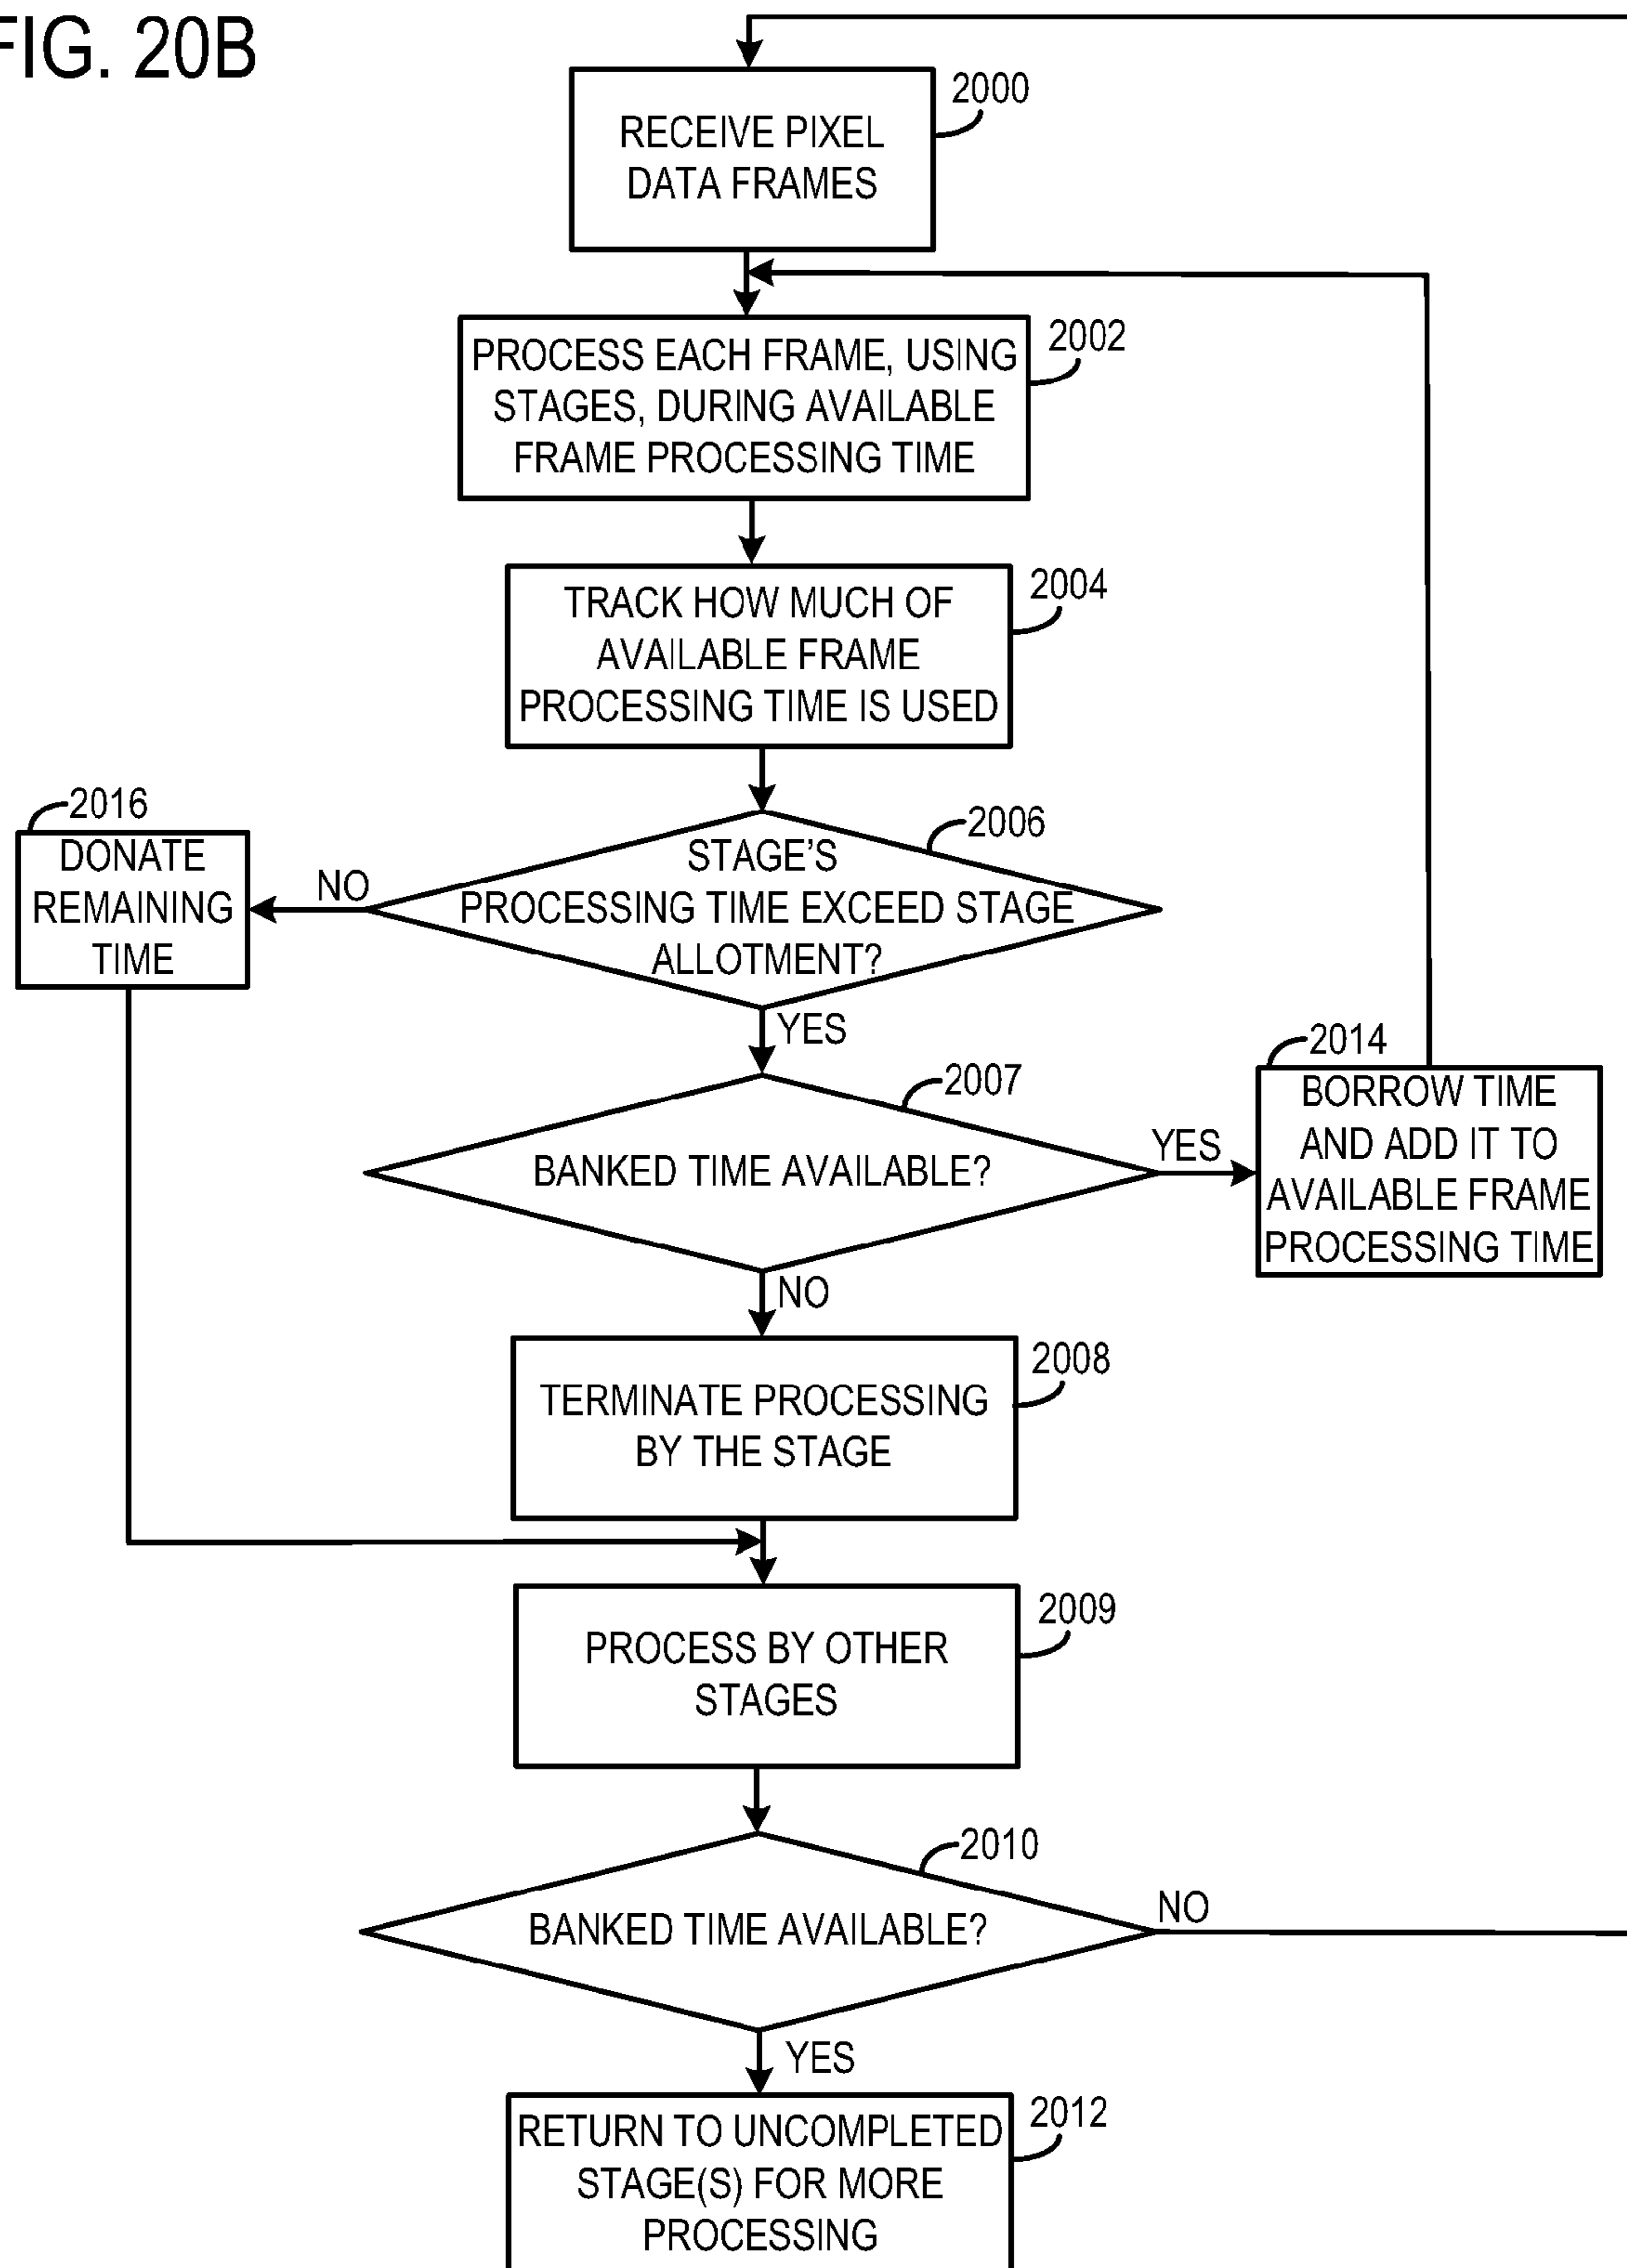 FIG. 20B
2000
RECEIVE PIXEL
DATA FRAMES
2002
PROCESS EACH FRAME, USING
STAGES, DURING AVAILABLE
FRAME PROCESSING TIME
2004
TRACK HOW MUCH OF
AVAILABLE FRAME
PROCESSING TIME IS USED
2016
DONATE
REMAINING
TIME
NO
2006
STAGE'S
PROCESSING TIME EXCEED STAGE
ALLOTMENT?
YES
2007
BANKED TIME AVAILABLE?
YES
2014
BORROW TIME
AND ADD IT TO
AVAILABLE FRAME
PROCESSING TIME
NO
2008
TERMINATE PROCESSING
BY THE STAGE
2009
PROCESS BY OTHER
STAGES
2010
BANKED TIME AVAILABLE?
NO
YES
2012
RETURN TO UNCOMPLETED
STAGE(S) FOR MORE
PROCESSING